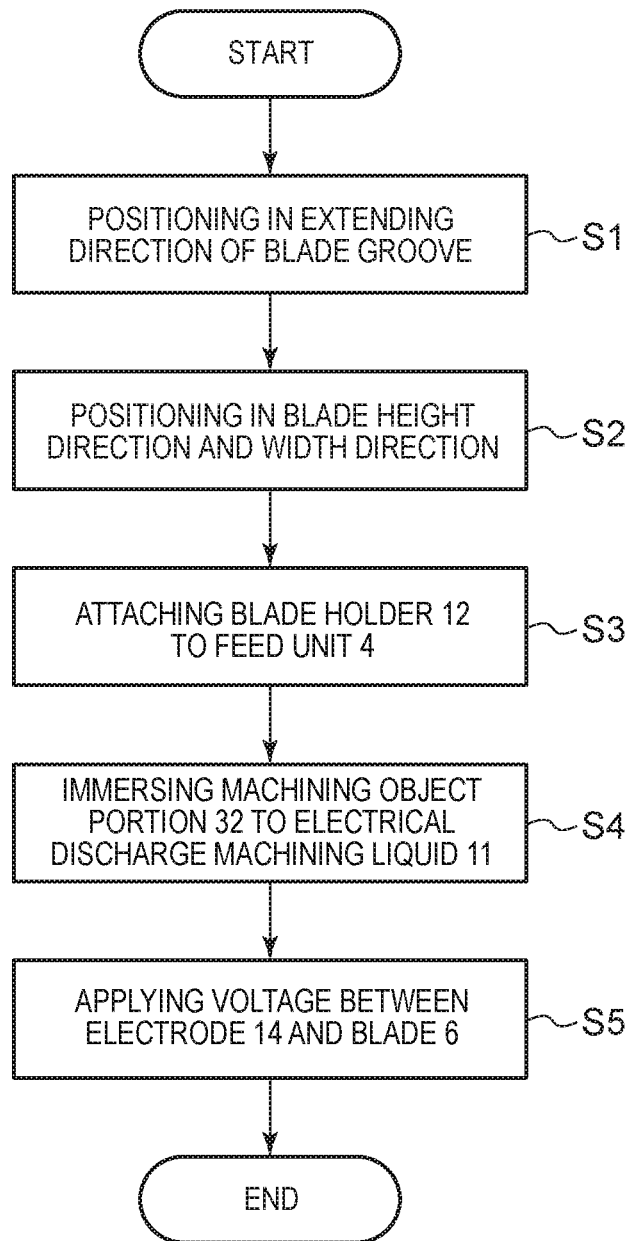 START
POSITIONING IN EXTENDING
DIRECTION OF BLADE GROOVE
S1
POSITIONING IN BLADE HEIGHT
DIRECTION AND WIDTH DIRECTION
S2
ATTACHING BLADE HOLDER 12
TO FEED UNIT 4
S3
IMMERSING MACHINING OBJECT
PORTION 32 TO ELECTRICAL
DISCHARGE MACHINING LIQUID 11
S4
APPLYING VOLTAGE BETWEEN
ELECTRODE 14 AND BLADE 6
S5
END